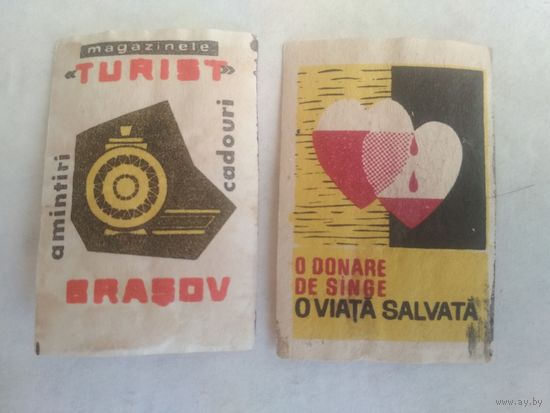 magazinele
«TURIST»
amintiri
cadouri
BRAȘOV
O DONARE
DE SÎNGE
O VIAȚĂ SALVATĂ
www.ay.by